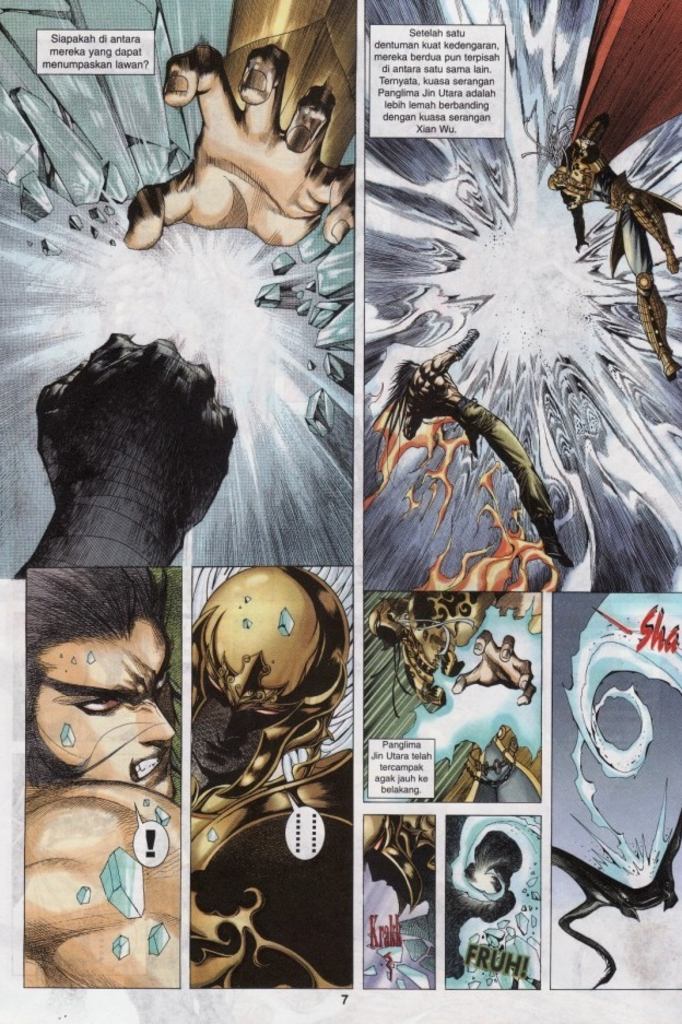 Siapakah di antara
mereka yang dapat
menumpaskan lawan?
Setelah satu
dentuman kuat kedengaran,
mereka berdua pun terpisah
di antara satu sama lain.
Ternyata, kuasa serangan
Panglima Jin Utara adalah
lebih lemah berbanding
dengan kuasa serangan
Xian Wu.
!
Panglima
Jin Utara telah
tercampak
agak jauh ke
belakang.
Sha
Krakk
FRUH!
7